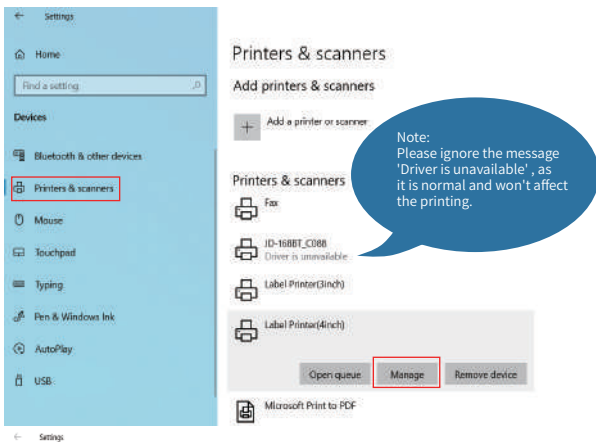 Settings
Home
Find a setting
Devices
Bluetooth & other devices
Printers & scanners
Mouse
Touchpad
Typing
Pen & Windows Ink
AutoPlay
USB
Printers & scanners
Add printers & scanners
Add a printer or scanner
Printers & scanners
Fax
JD-168BT_C088
Driver is unavailable
Label Printer(3inch)
Label Printer(4inch)
Open queue Manage Remove device
Microsoft Print to PDF
Note:
Please ignore the message
'Driver is unavailable' , as
it is normal and won't affect
the printing.
Settings